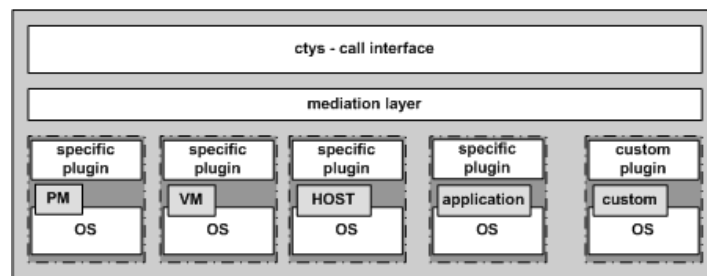 ctys - call interface
mediation layer
specific
plugin
PM
OS
specific
plugin
VM
OS
specific
plugin
HOST
OS
specific
plugin
application
OS
custom
plugin
custom
OS